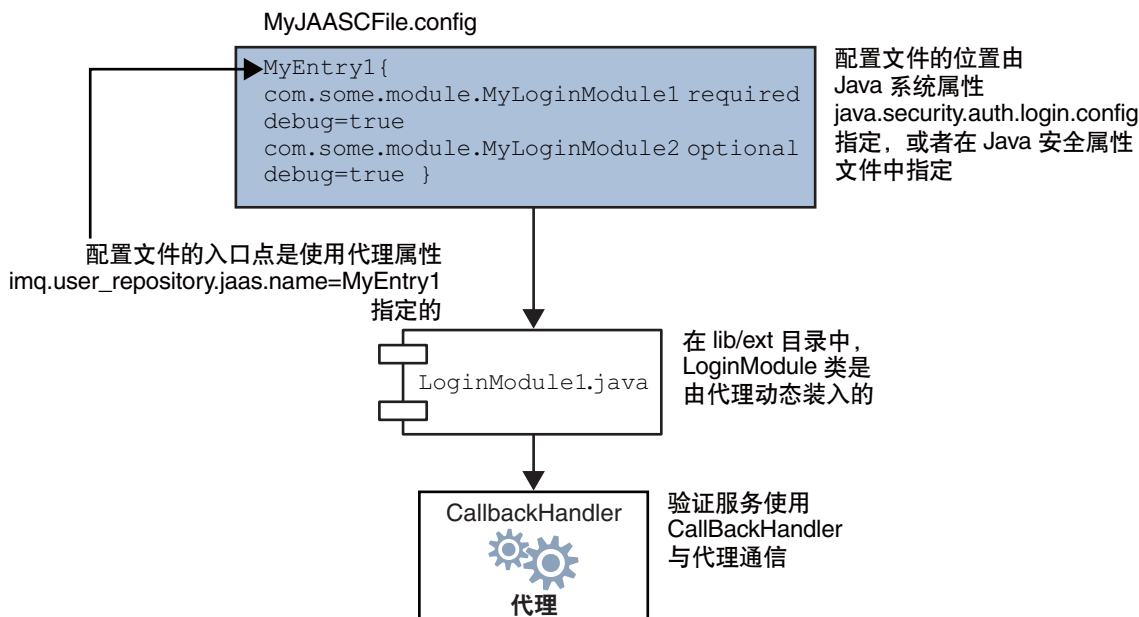 MyJAASCFile.config
MyEntry1{
com.some.module.MyLoginModule1 required
debug=true
com.some.module.MyLoginModule2 optional
debug=true }
配置文件的位置由
Java 系统属性
java.security.auth.login.config
指定，或者在 Java 安全属性
文件中指定
配置文件的入口点是使用代理属性
imq.user_repository.jaas.name=MyEntry1
指定的
LoginModule1.java
在 lib/ext 目录中，
LoginModule 类是
由代理动态装入的
CallbackHandler
代理
验证服务使用
CallBackHandler
与代理通信